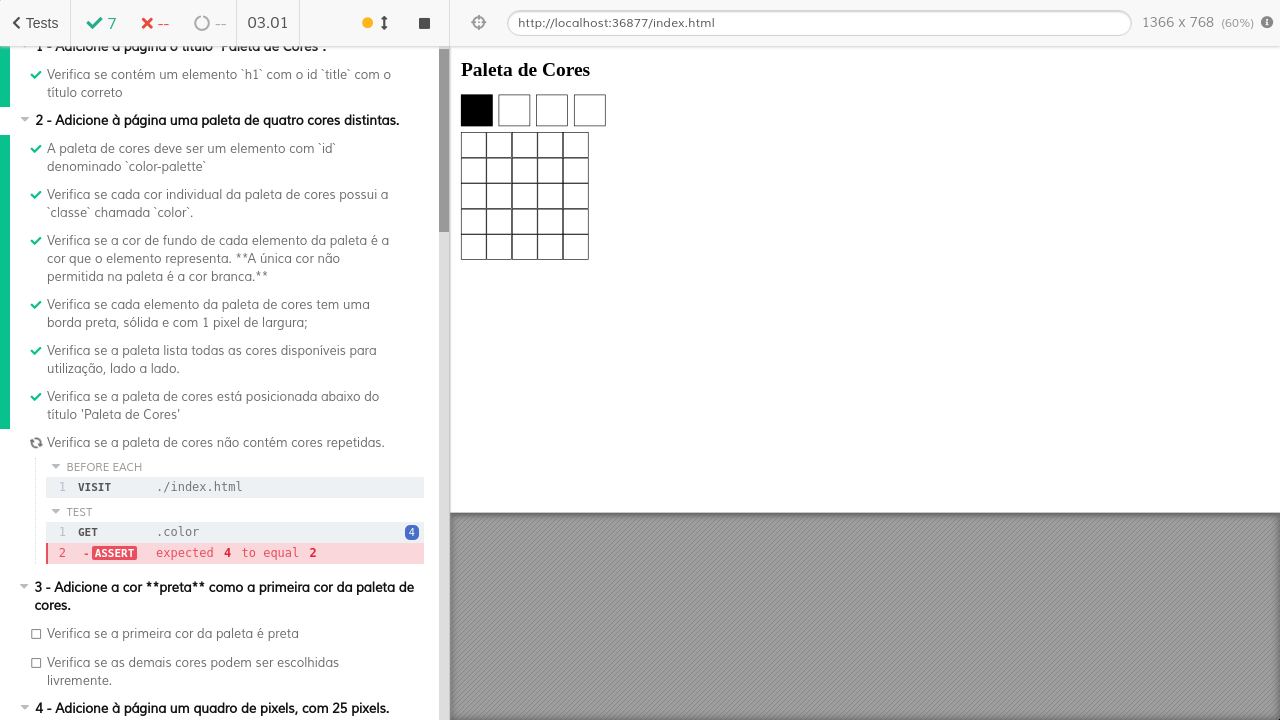 Tests
7
--
--
03.01
http://localhost:36877/index.html
1366 x 768 (60%)
1 - Adicione à página o título "Paleta de Cores".
Verifica se contém um elemento `h1` com o id `title` com o
título correto
2 - Adicione à página uma paleta de quatro cores distintas.
A paleta de cores deve ser um elemento com `id`
denominado `color-palette`
Verifica se cada cor individual da paleta de cores possui a
`classe` chamada `color`.
Verifica se a cor de fundo de cada elemento da paleta é a
cor que o elemento representa. **A única cor não
permitida na paleta é a cor branca.**
Verifica se cada elemento da paleta de cores tem uma
borda preta, sólida e com 1 pixel de largura;
Verifica se a paleta lista todas as cores disponíveis para
utilização, lado a lado.
Verifica se a paleta de cores está posicionada abaixo do
título 'Paleta de Cores'
Verifica se a paleta de cores não contém cores repetidas.
BEFORE EACH
1 VISIT ./index.html
TEST
1 GET .color 4
2 -ASSERT expected 4 to equal 2
3 - Adicione a cor **preta** como a primeira cor da paleta de
cores.
Verifica se a primeira cor da paleta é preta
Verifica se as demais cores podem ser escolhidas
livremente.
4 - Adicione à página um quadro de pixels, com 25 pixels.
Paleta de Cores